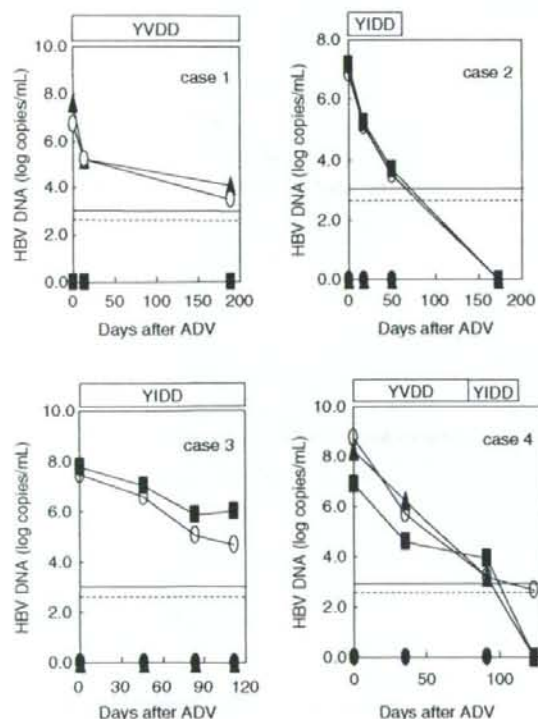 YVDD
case 1
HBV DNA (log copies/mL)
10.0
8.0
6.0
4.0
2.0
0.0
0 50 100 150 200
Days after ADV
YIDD
case 2
HBV DNA (log copies/mL)
8.0
6.0
4.0
2.0
0.0
0 50 100 150 200
Days after ADV
YIDD
case 3
HBV DNA (log copies/mL)
10.0
8.0
6.0
4.0
2.0
0.0
0 30 60 90 120
Days after ADV
YVDD YIDD
case 4
HBV DNA (log copies/mL)
10.0
8.0
6.0
4.0
2.0
0.0
0 50 100
Days after ADV